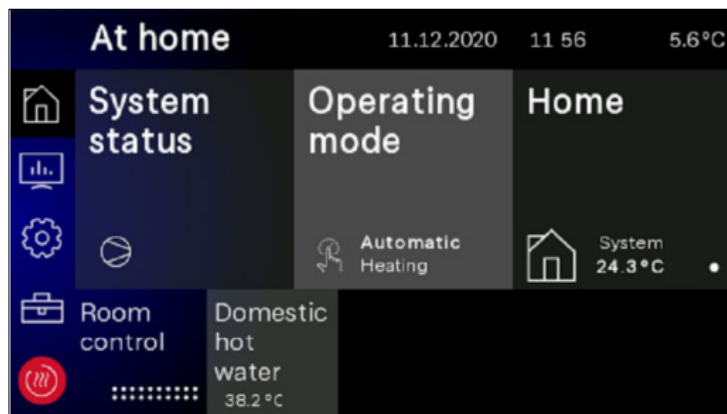 At home 11.12.2020 11 56 5.6°C
System
status
Operating
mode
Automatic
Heating
Home
System
24.3°C
Room
control
Domestic
hot
water
38.2°C